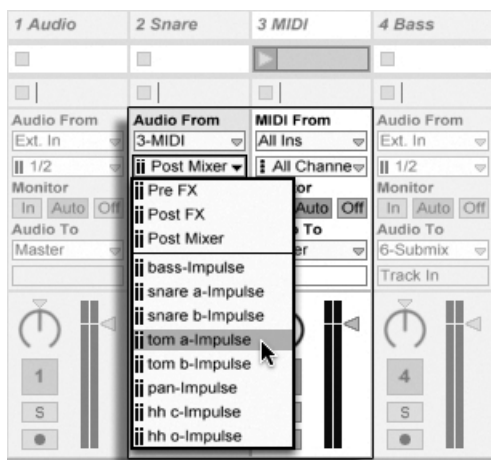 1 Audio 2 Snare 3 MIDI 4 Bass
Audio From Audio From MIDI From Audio From
Ext. In 3-MIDI All Ins Ext. In
1/2 Post Mixer All Channe 1/2
Monitor or Monitor
In Auto Off Auto Off In Auto Off
Audio To To Audio To
Master er 6-Submix
Track In
Pre FX
Post FX
Post Mixer
bass-Impulse
snare a-Impulse
snare b-Impulse
tom a-Impulse
tom b-Impulse
pan-Impulse
hh c-Impulse
hh o-Impulse
1 4
S S